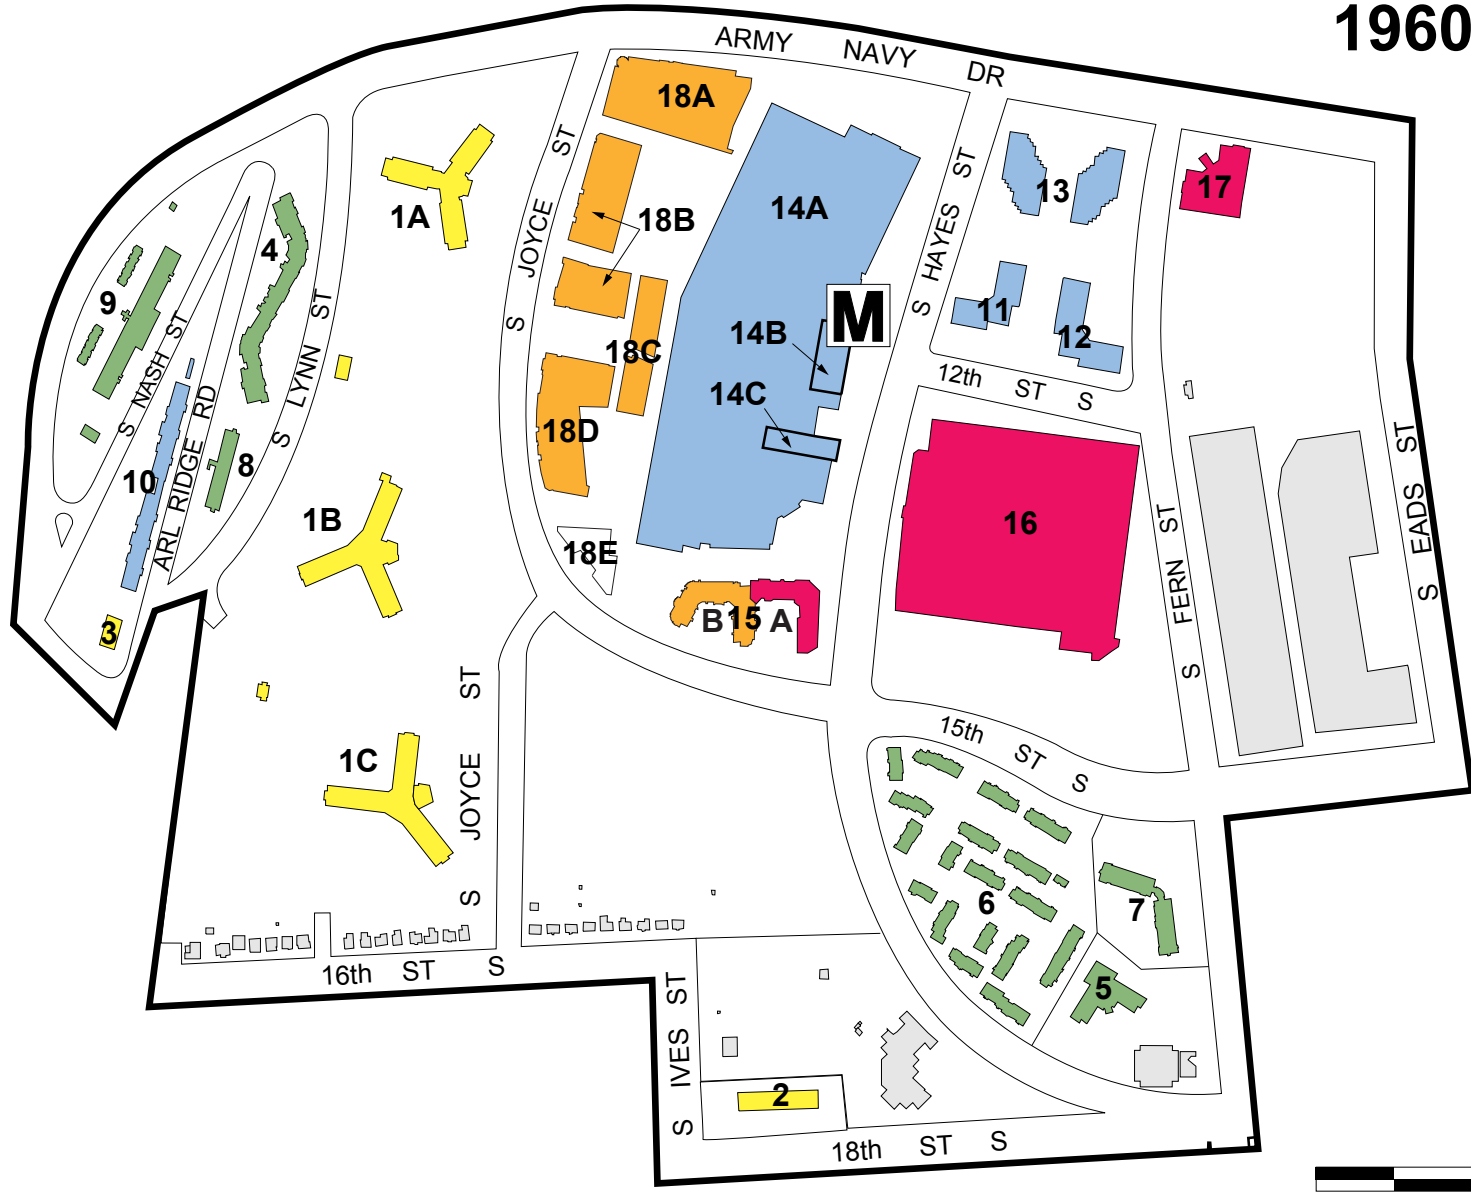 1960
ARMY NAVY DR
18A
S JOYCE ST
18B
14A
S HAYES ST
13
17
1A
4
9
S NASH ST
S LYNN ST
M
11
12
14B
18C
14C
12th ST S
18D
10
ARL RIDGE RD
8
1B
16
S FERN ST
S EADS ST
18E
B 15 A
3
S JOYCE ST
1C
15th ST S
6
7
5
16th ST S
S IVES ST
2
18th ST S